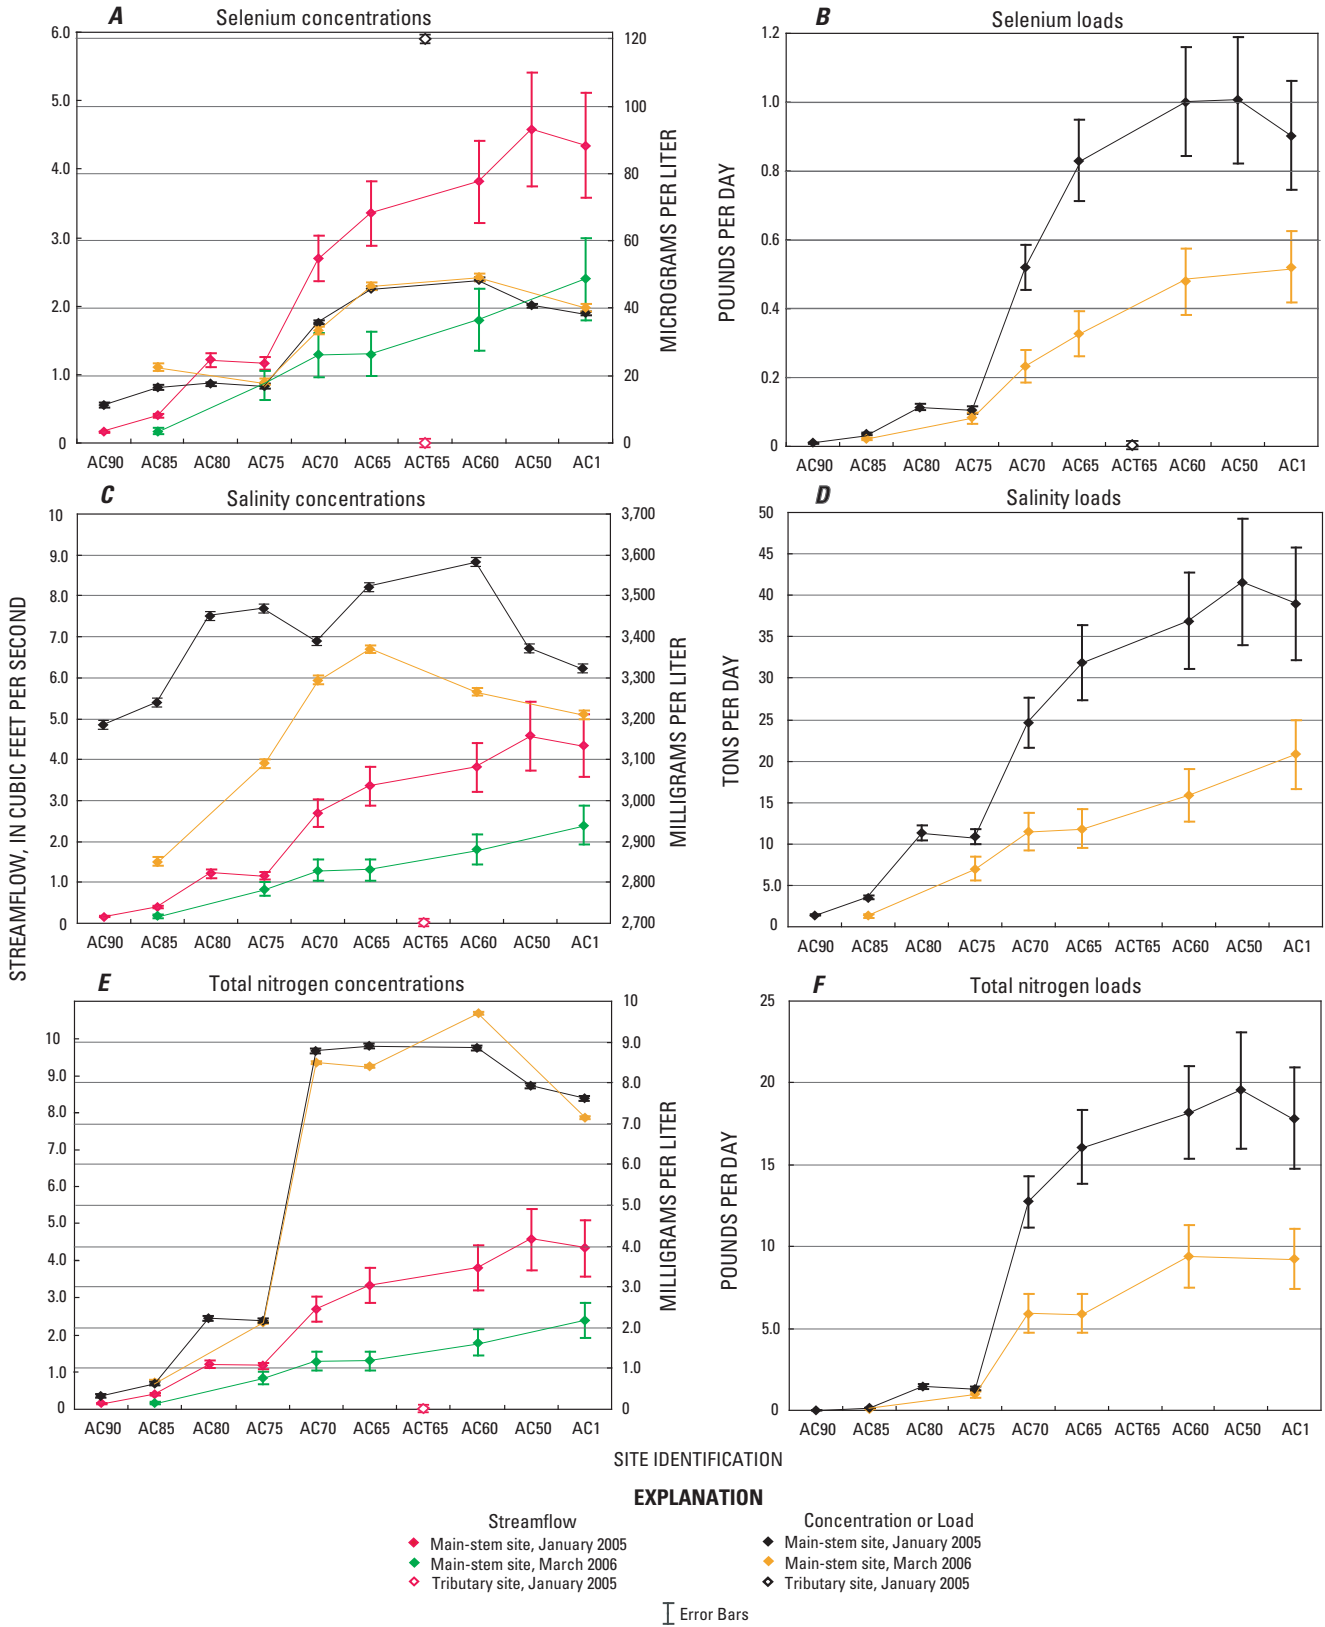 A Selenium concentrations
6.0
5.0
4.0
3.0
2.0
1.0
0
120
100
80
60
40
20
0
MICROGRAMS PER LITER
AC90 AC85 AC80 AC75 AC70 AC65 ACT65 AC60 AC50 AC1
B Selenium loads
1.2
1.0
0.8
0.6
0.4
0.2
0
POUNDS PER DAY
AC90 AC85 AC80 AC75 AC70 AC65 ACT65 AC60 AC50 AC1
C Salinity concentrations
10
9.0
8.0
7.0
6.0
5.0
4.0
3.0
2.0
1.0
0
STREAMFLOW, IN CUBIC FEET PER SECOND
3,700
3,600
3,500
3,400
3,300
3,200
3,100
3,000
2,900
2,800
2,700
MILLIGRAMS PER LITER
AC90 AC85 AC80 AC75 AC70 AC65 ACT65 AC60 AC50 AC1
D Salinity loads
50
45
40
35
30
25
20
15
10
5.0
0
TONS PER DAY
AC90 AC85 AC80 AC75 AC70 AC65 ACT65 AC60 AC50 AC1
E Total nitrogen concentrations
10
9.0
8.0
7.0
6.0
5.0
4.0
3.0
2.0
1.0
0
10
9.0
8.0
7.0
6.0
5.0
4.0
3.0
2.0
1.0
0
MILLIGRAMS PER LITER
AC90 AC85 AC80 AC75 AC70 AC65 ACT65 AC60 AC50 AC1
F Total nitrogen loads
25
20
15
10
5.0
0
POUNDS PER DAY
AC90 AC85 AC80 AC75 AC70 AC65 ACT65 AC60 AC50 AC1
SITE IDENTIFICATION
EXPLANATION
Streamflow
Main-stem site, January 2005
Main-stem site, March 2006
Tributary site, January 2005
Concentration or Load
Main-stem site, January 2005
Main-stem site, March 2006
Tributary site, January 2005
Error Bars